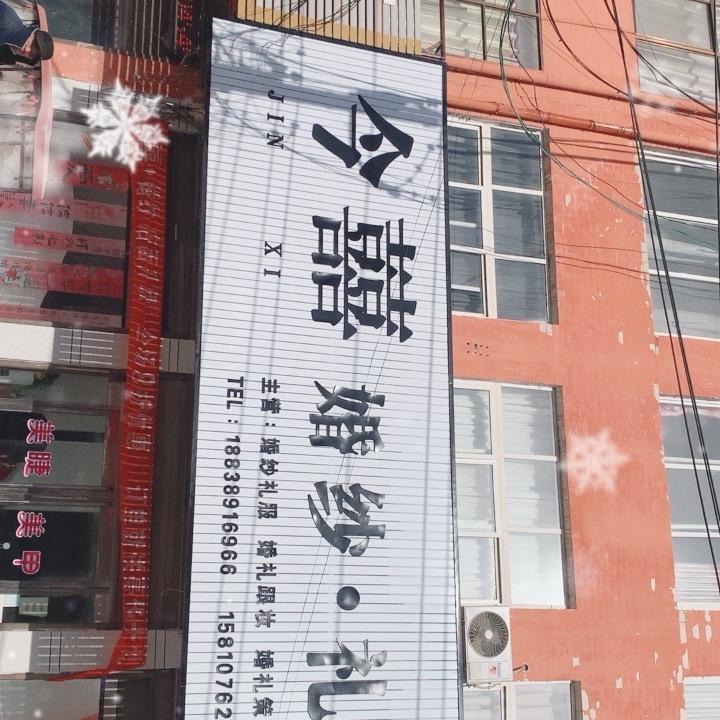 今囍婚纱·礼
JIN XI
主营：婚纱礼服 婚礼跟妆 婚礼策
TEL：18838916966 15810762
美睫 美甲